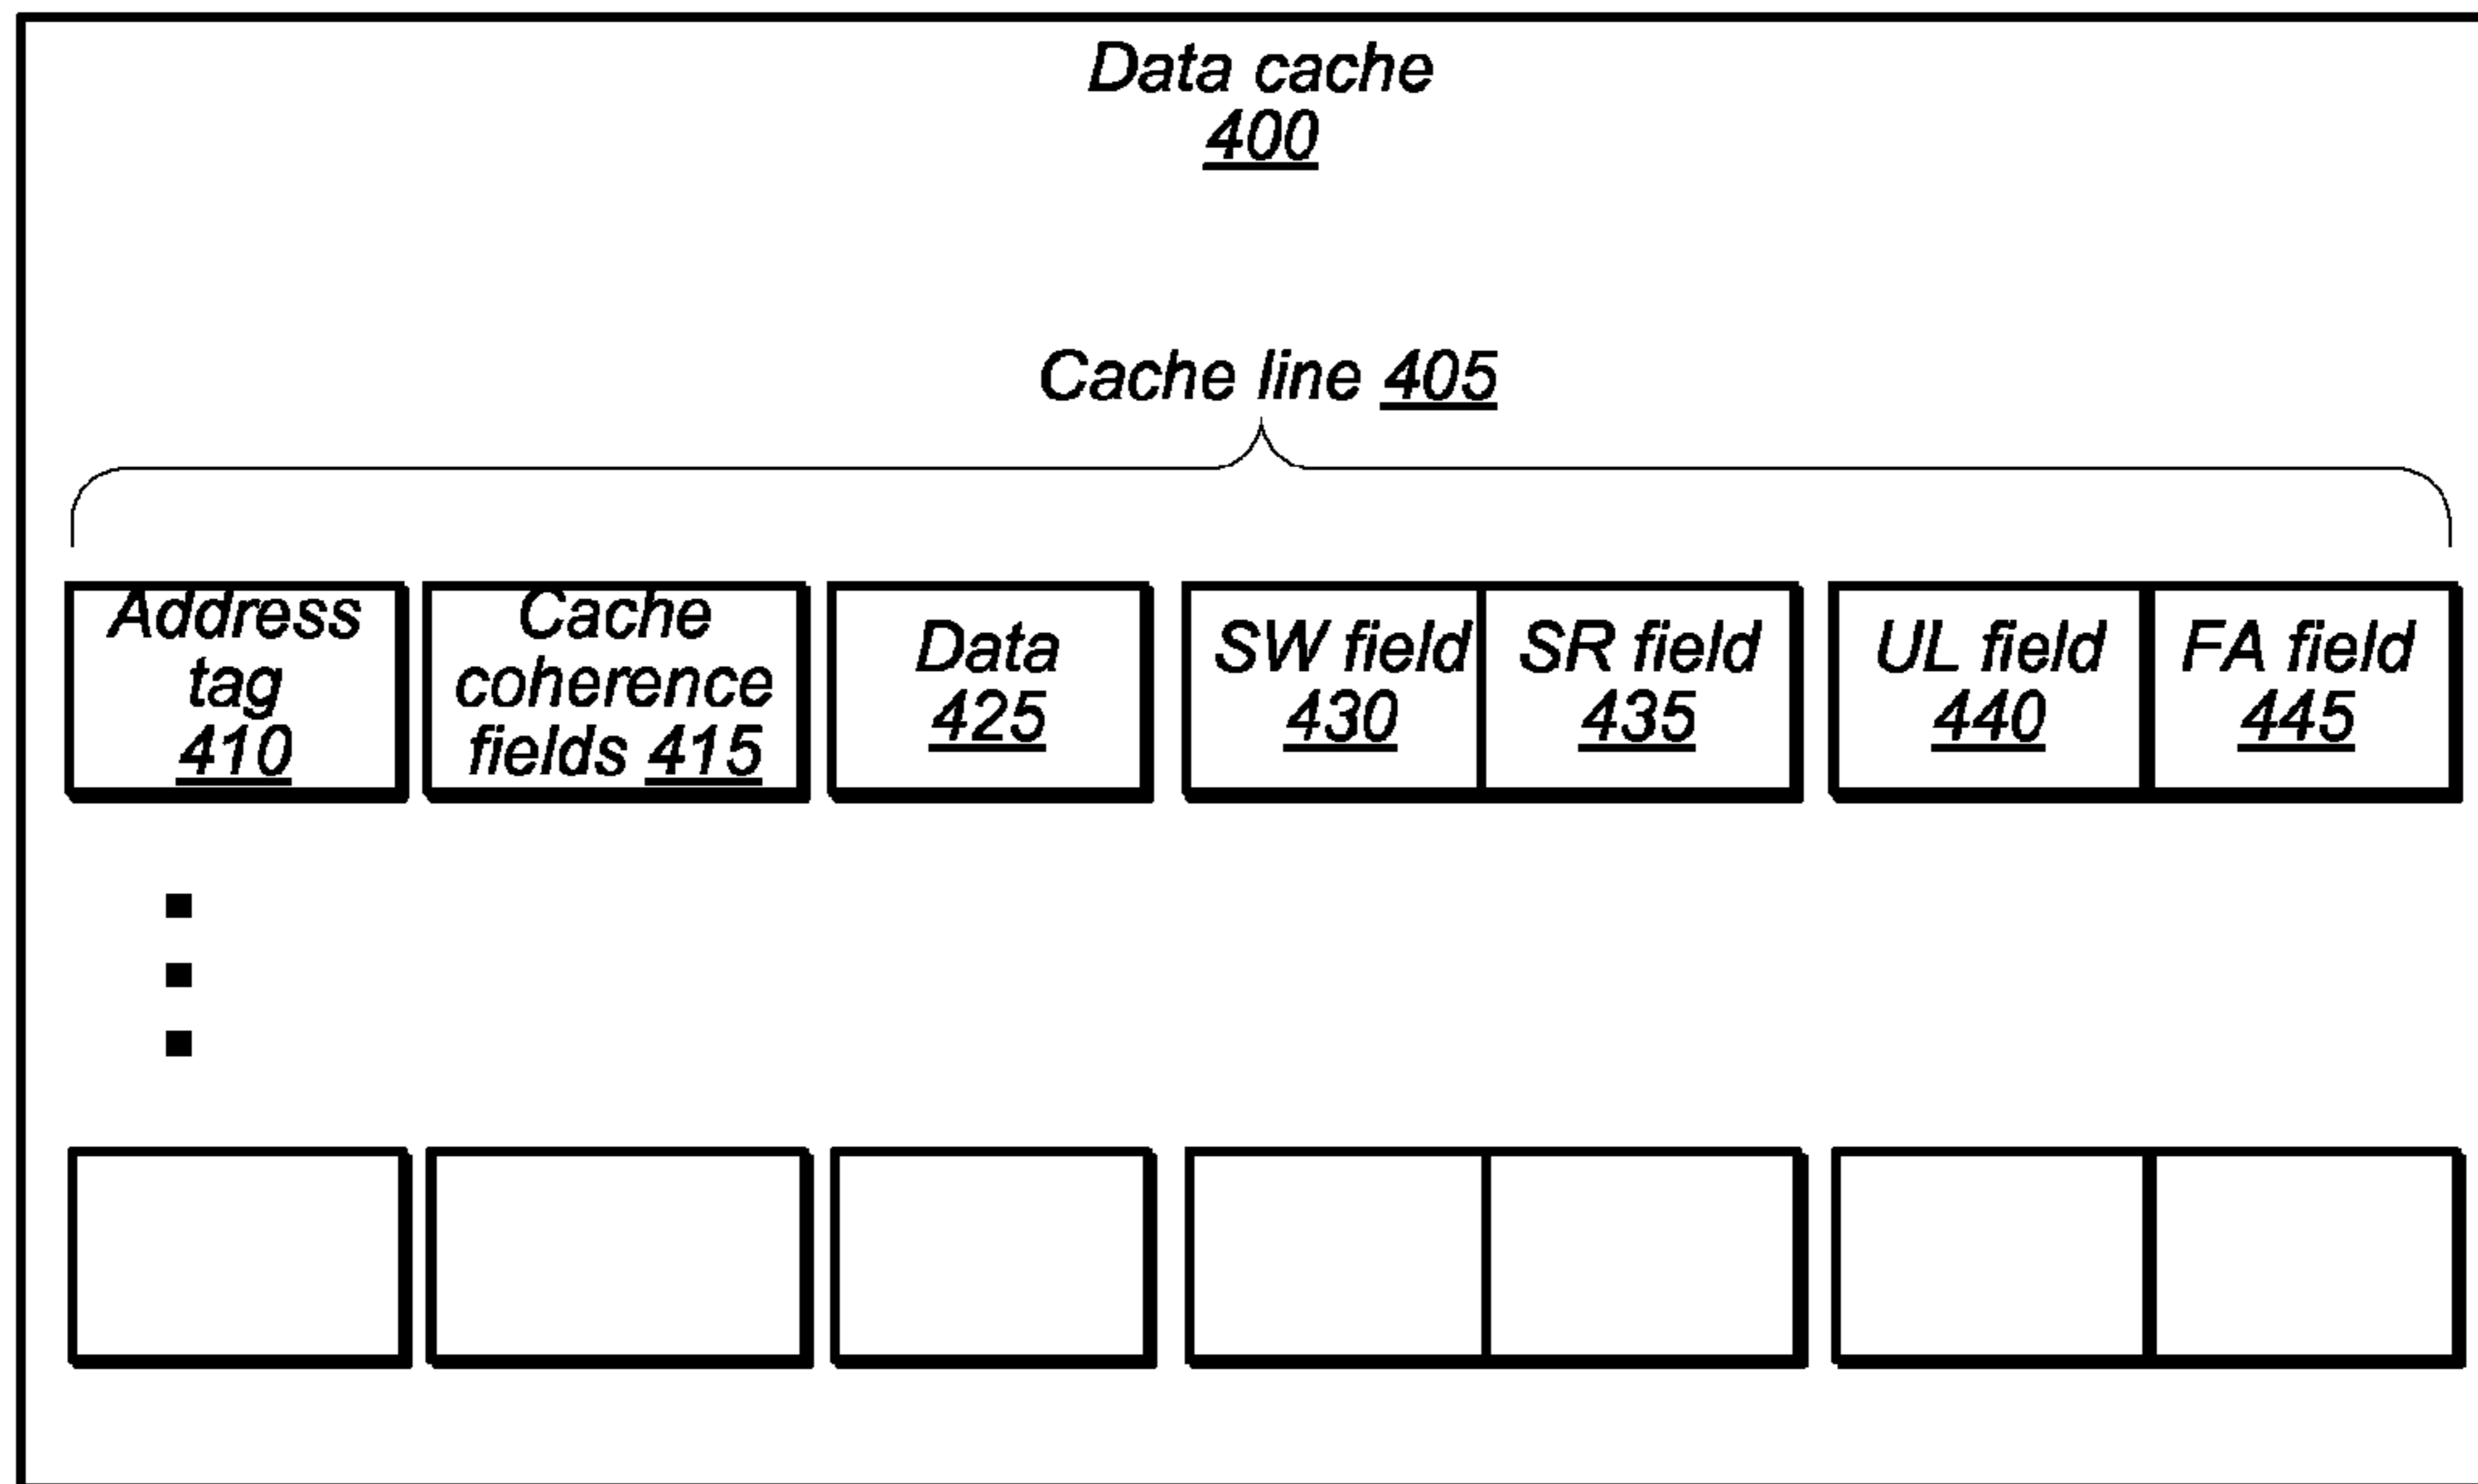 Data cache
400
Cache line 405
Address
tag
410
Cache
coherence
fields 415
Data
425
SW field
430
SR field
435
UL field
440
FA field
445